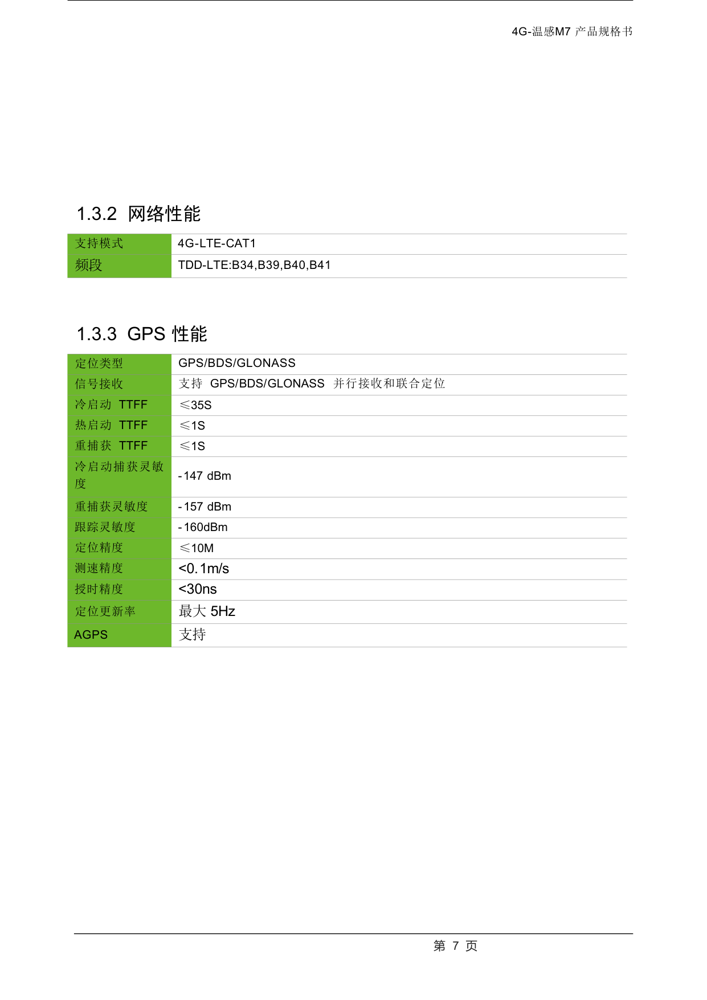 4G-温感M7 产品规格书
1.3.2 网络性能
支持模式 4G-LTE-CAT1
频段 TDD-LTE:B34,B39,B40,B41
1.3.3 GPS 性能
定位类型 GPS/BDS/GLONASS
信号接收 支持 GPS/BDS/GLONASS 并行接收和联合定位
冷启动 TTFF ≤35S
热启动 TTFF ≤1S
重捕获 TTFF ≤1S
冷启动捕获灵敏
度
-147 dBm
重捕获灵敏度 -157 dBm
跟踪灵敏度 -160dBm
定位精度 ≤10M
测速精度 <0.1m/s
授时精度 <30ns
定位更新率 最大 5Hz
AGPS 支持
第 7 页